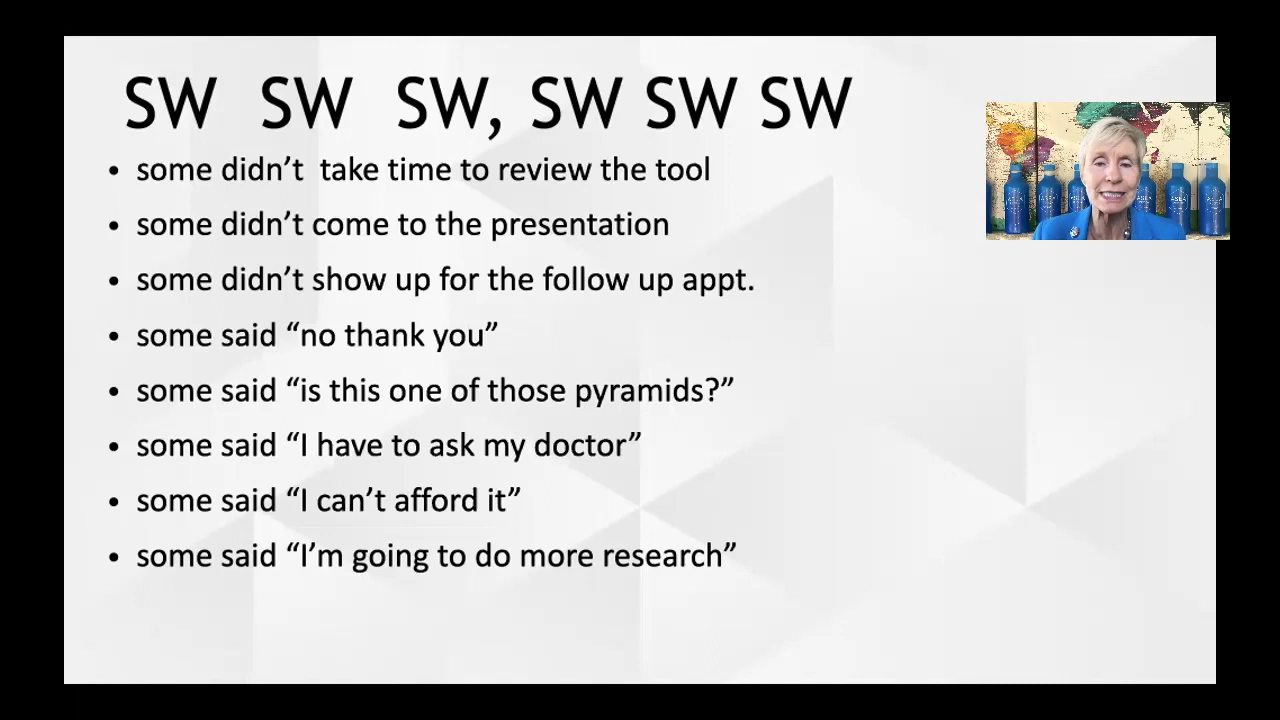 SW SW SW, SW SW SW
• some didn’t take time to review the tool
• some didn’t come to the presentation
• some didn’t show up for the follow up appt.
• some said “no thank you”
• some said “is this one of those pyramids?”
• some said “I have to ask my doctor”
• some said “I can’t afford it”
• some said “I’m going to do more research”
ASEA
ASEA